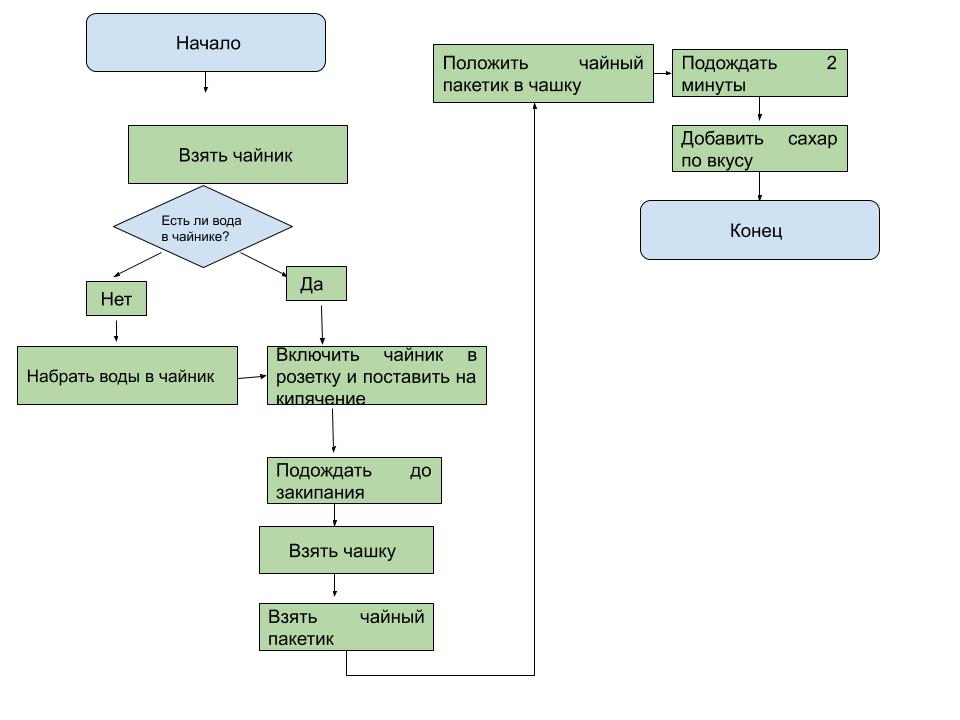 Начало
Взять чайник
Есть ли вода
в чайнике?
Нет
Да
Набрать воды в чайник
Включить чайник в
розетку и поставить на
кипячение
Подождать до
закипания
Взять чашку
Взять чайный
пакетик
Положить чайный
пакетик в чашку
Подождать 2
минуты
Добавить сахар
по вкусу
Конец